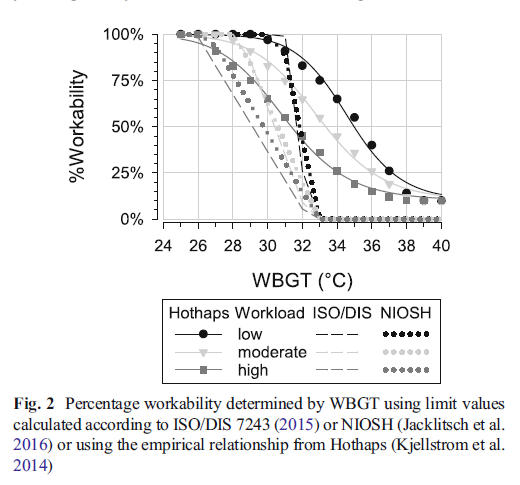 100%
75%
50%
25%
0%
%Workability
24 26 28 30 32 34 36 38 40
WBGT (°C)
Hothaps Workload ISO/DIS NIOSH
low
moderate
high
Fig. 2 Percentage workability determined by WBGT using limit values
calculated according to ISO/DIS 7243 (2015) or NIOSH (Jacklitsch et al.
2016) or using the empirical relationship from Hothaps (Kjellstrom et al.
2014)